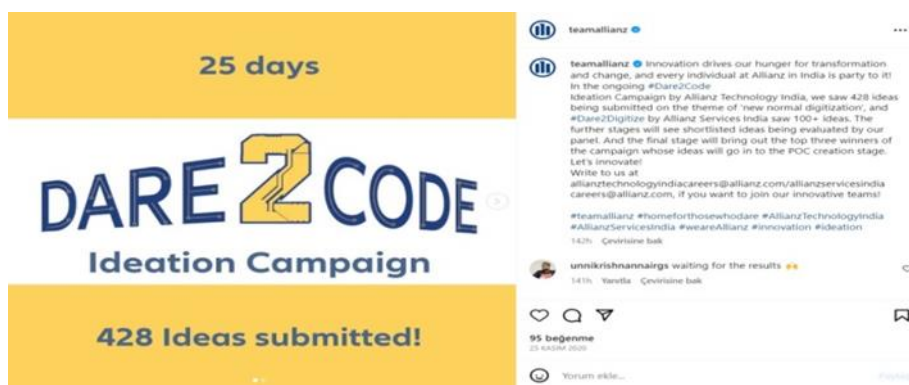 25 days
DARE 2 CODE
Ideation Campaign
428 Ideas submitted!
teamallianz
teamallianz Innovation drives our hunger for transformation
and change, and every individual at Allianz in India is party to it!
In the ongoing #Dare2Code
Ideation Campaign by Allianz Technology India, we saw 428 ideas
being submitted on the theme of 'new normal digitization', and
#Dare2Digitize by Allianz Services India saw 100+ ideas. The
further stages will see shortlisted ideas being evaluated by our
panel. And the final stage will bring out the top three winners of
the campaign whose ideas will go in to the POC creation stage.
Let's innovate!
Write to us at
allianztechnologyindiacareers@allianz.com/allianzservicesindia
careers@allianz.com, if you want to join our innovative teams!
#teamallianz #homeforthosewhodare #AllianzTechnologyIndia
#AllianzServicesIndia #weareAllianz #innovation #ideation
142h Çevirisine bak
unnikrishnannairgs waiting for the results
141h Yanıtla Çevirisine bak
95 beğenme
25 KASIM 2020
Yorum ekle...